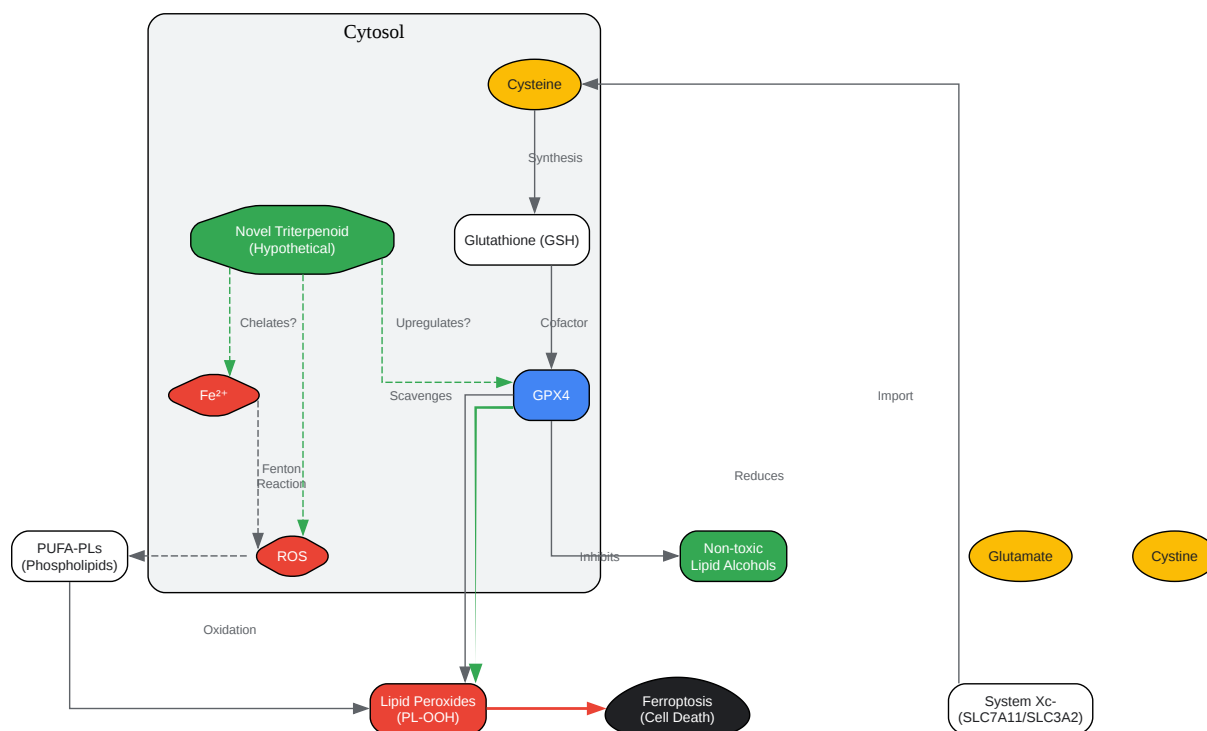 Cytosol
Cysteine
Synthesis
Novel Triterpenoid
(Hypothetical)
Glutathione (GSH)
Chelates?
Upregulates?
Cofactor
Fe²⁺
Scavenges
GPX4
Import
Fenton
Reaction
Reduces
PUFA-PLs
(Phospholipids)
ROS
Inhibits
Non-toxic
Lipid Alcohols
Glutamate
Cystine
Oxidation
Lipid Peroxides
(PL-OOH)
Ferroptosis
(Cell Death)
System Xc-
(SLC7A11/SLC3A2)